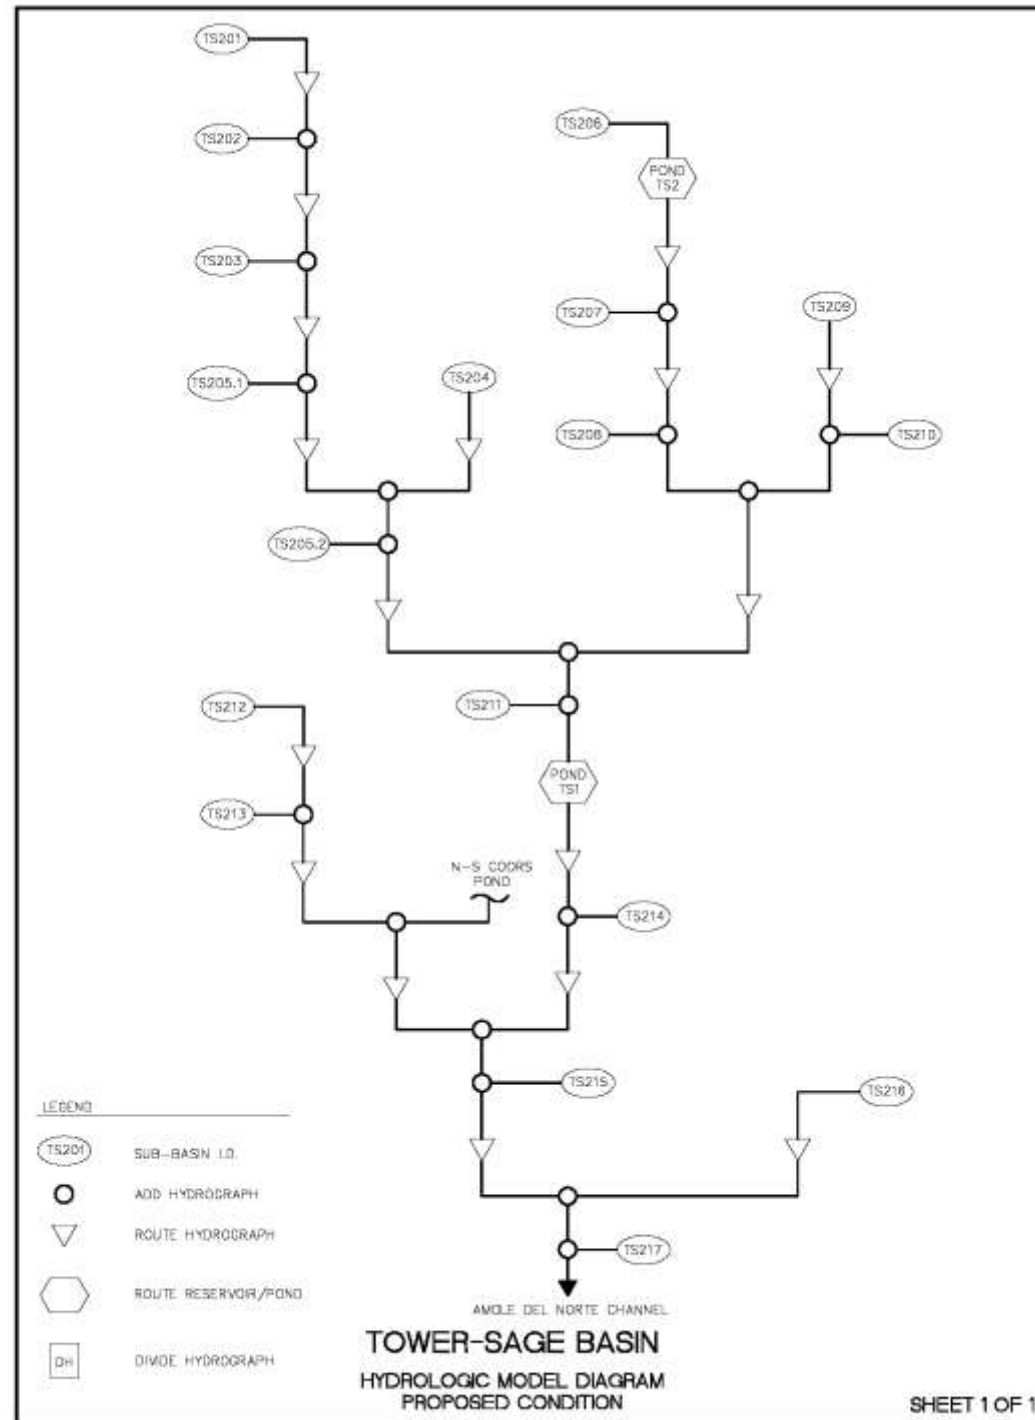 TS201
TS202
TS203
TS205.1
TS204
TS205.2
TS206
POND
TS2
TS207
TS208
TS209
TS210
TS211
POND
TS1
TS212
TS213
N-S COORS
POND
TS214
TS215
TS216
TS217
AMOLE DEL NORTE CHANNEL
LEGEND
TS201 SUB-BASIN I.D.
ADD HYDROGRAPH
ROUTE HYDROGRAPH
ROUTE RESERVOIR/POND
DH DIVIDE HYDROGRAPH
TOWER-SAGE BASIN
HYDROLOGIC MODEL DIAGRAM
PROPOSED CONDITION
SHEET 1 OF 1